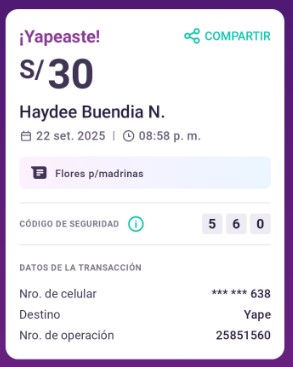 ¡Yapeaste!
COMPARTIR
S/ 30
Haydee Buendia N.
22 set. 2025 | 08:58 p. m.
Flores p/madrinas
CÓDIGO DE SEGURIDAD 5 6 0
DATOS DE LA TRANSACCIÓN
Nro. de celular *** *** 638
Destino Yape
Nro. de operación 25851560